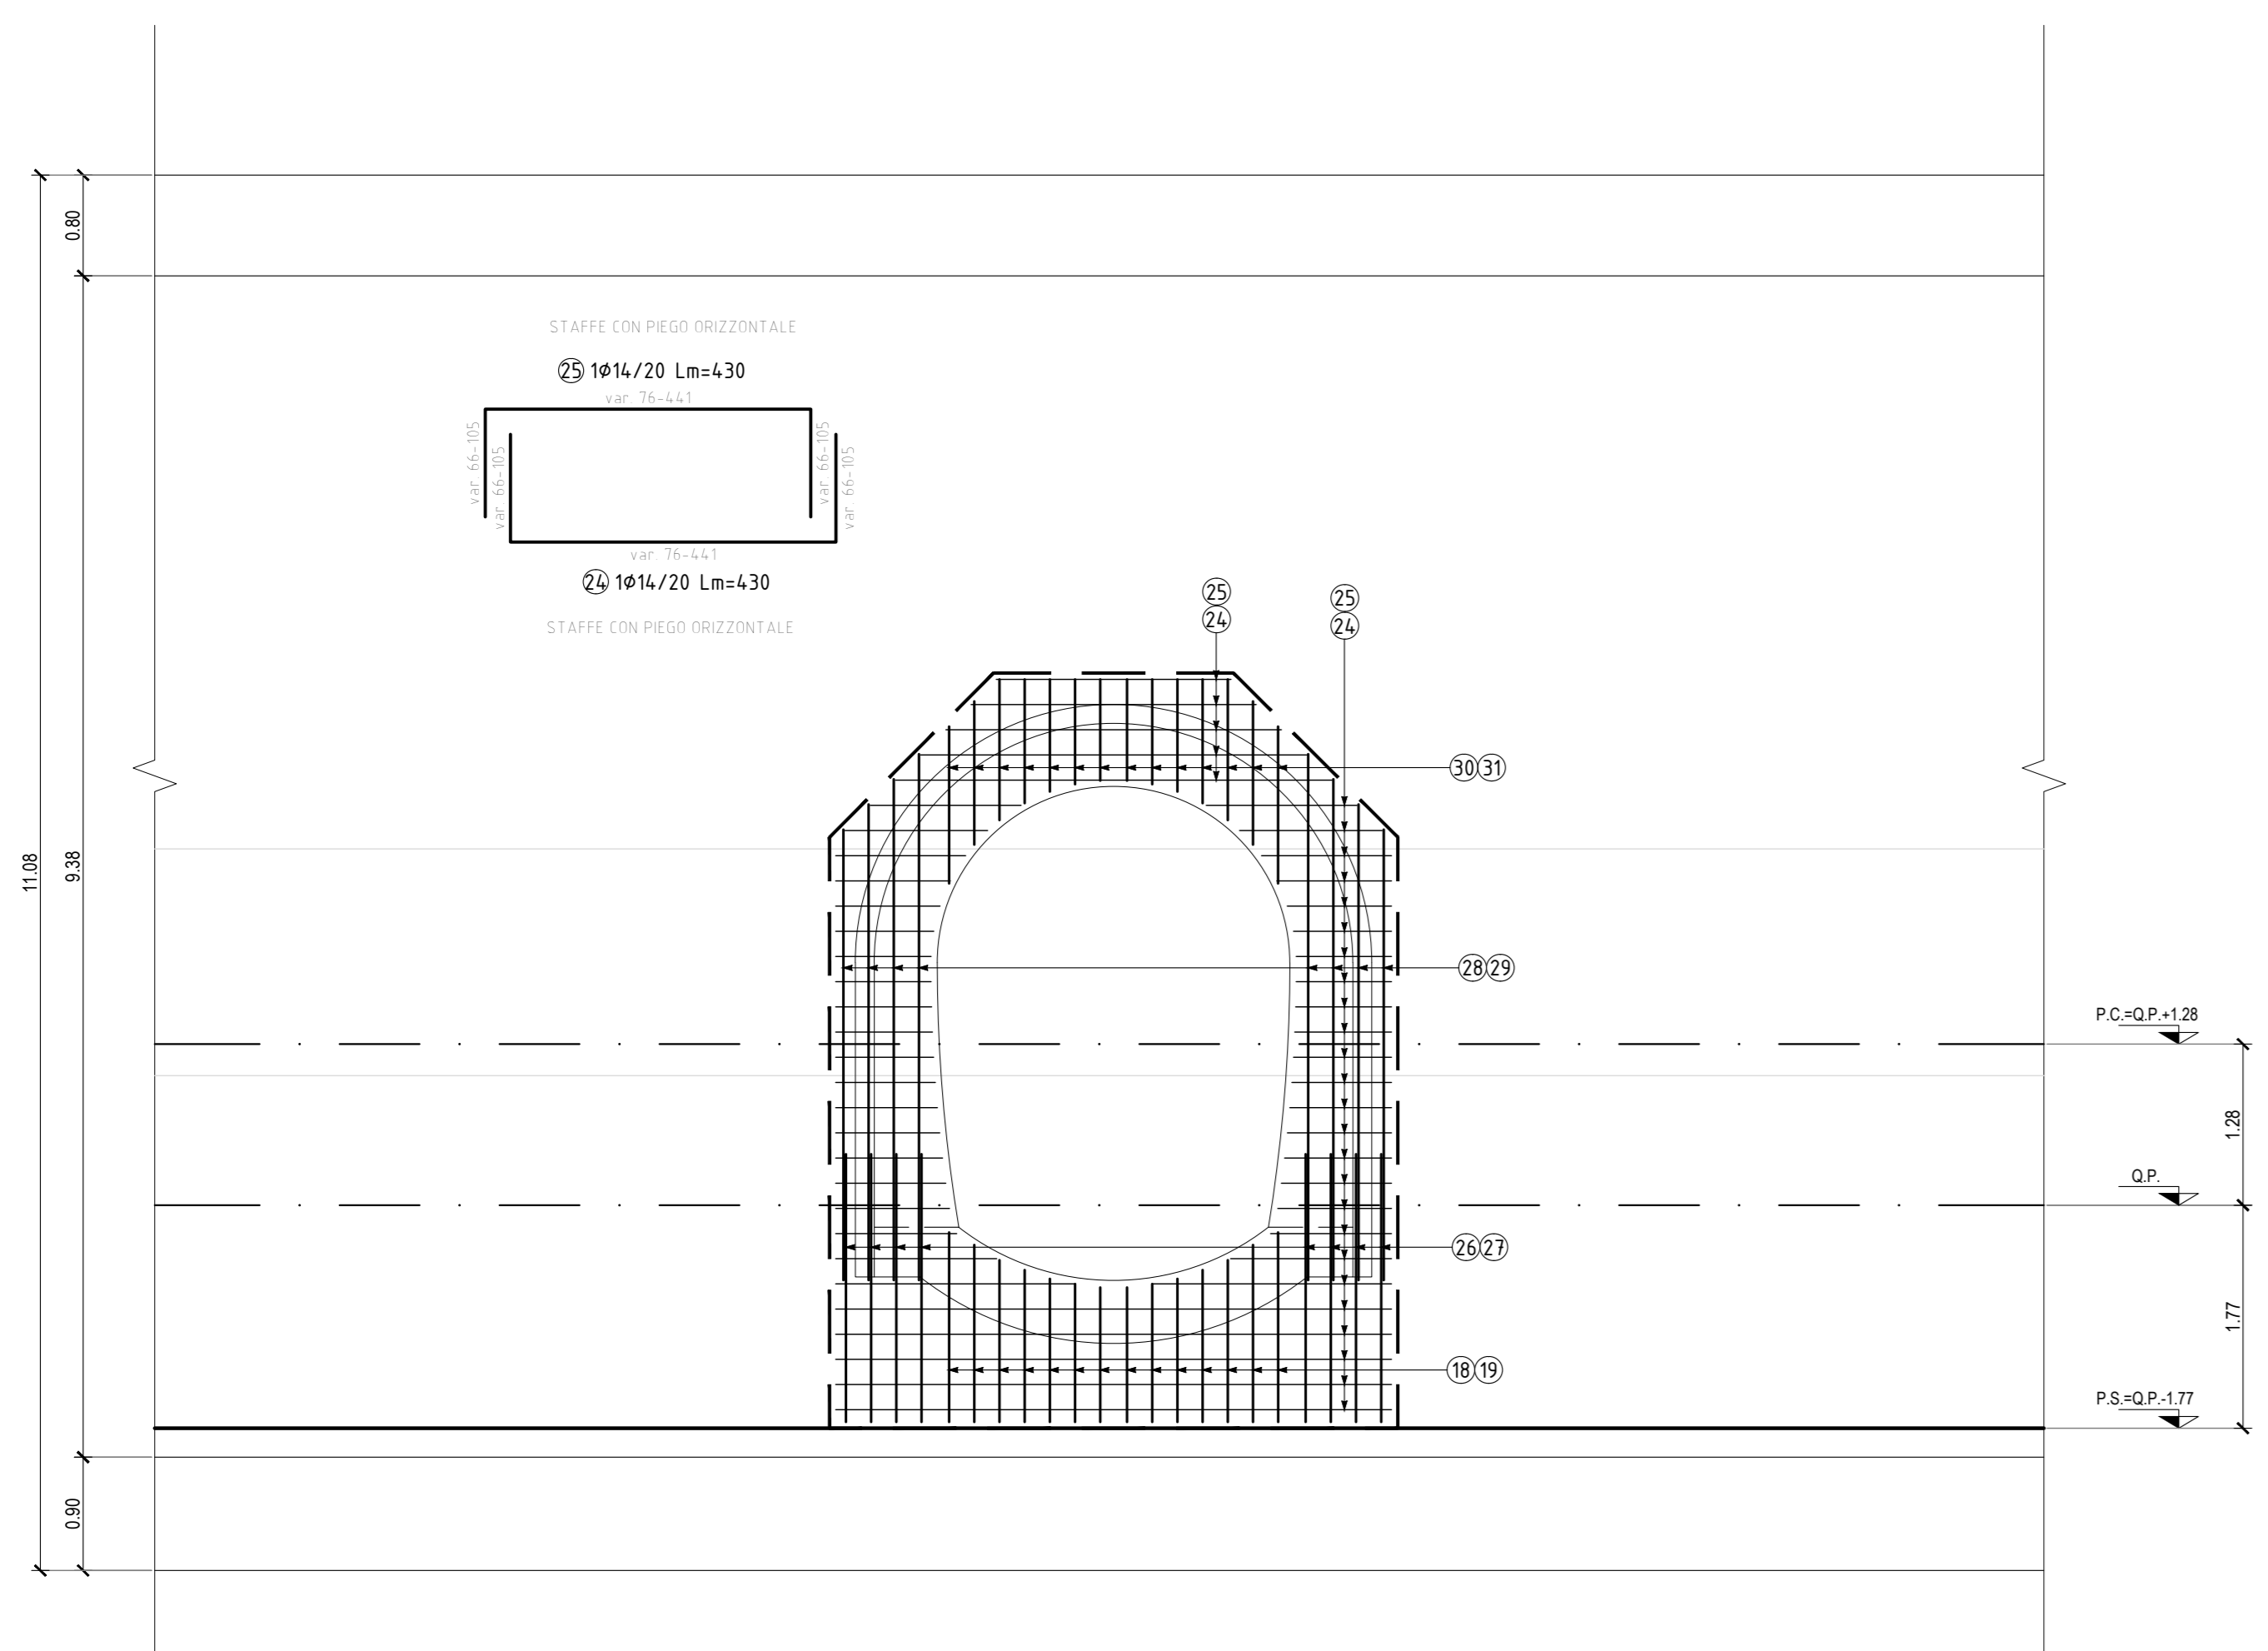 0.80
STAFFE CON PIEGO ORIZZONTALE
25 1Ø14/20 Lm=430
var. 76-441
var. 66-105
var. 66-105
var. 66-105
var. 66-105
var. 76-441
24 1Ø14/20 Lm=430
STAFFE CON PIEGO ORIZZONTALE
25
24
25
24
30 31
11.08
9.38
28 29
P.C.=Q.P.+1.28
1.28
Q.P.
26 27
1.77
18 19
P.S.=Q.P.-1.77
0.90